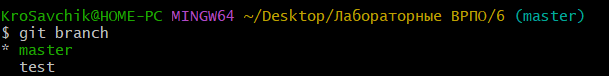 KroSavchik@HOME-PC MINGW64 ~/Desktop/Лабораторные ВРПО/6 (master)
$ git branch
* master
  test